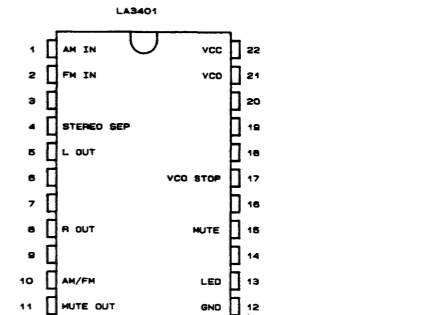 LA3401
1 AM IN VCC 22
2 FM IN VCO 21
3 20
4 STEREO SEP 19
5 L OUT 18
6 VCO STOP 17
7 16
8 R OUT MUTE 15
9 14
10 AM/FM LED 13
11 MUTE OUT GND 12